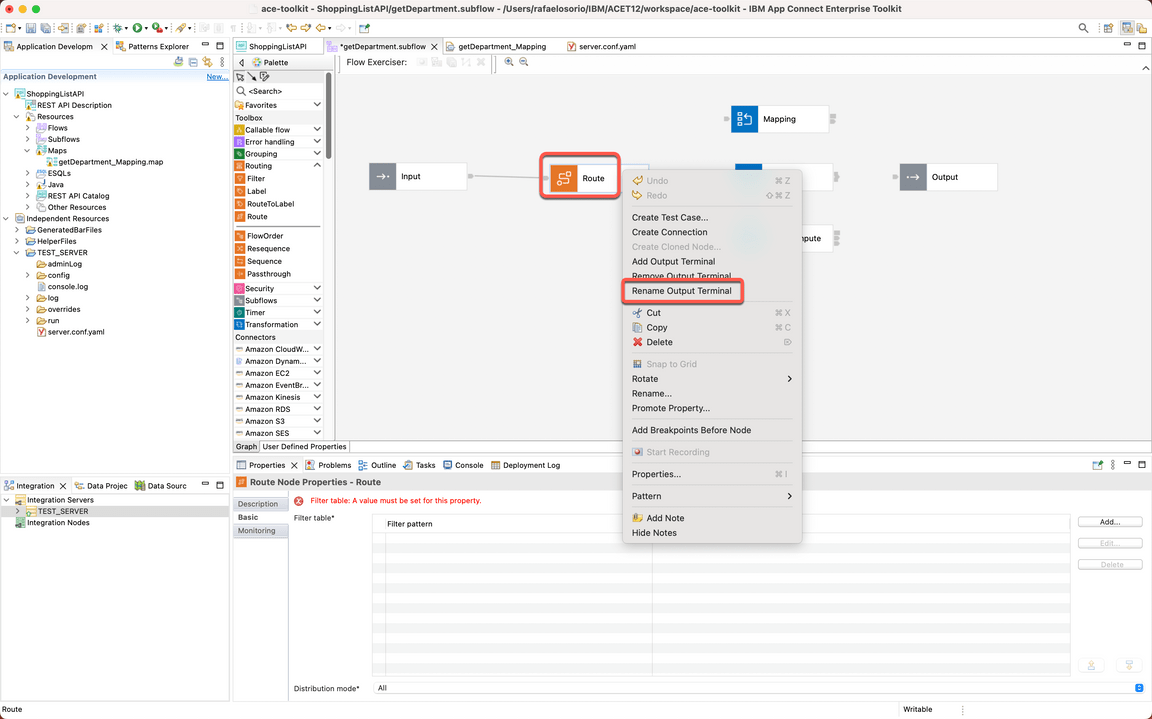 ace-toolkit - ShoppingListAPI/getDepartment.subflow - /Users/rafaelosorio/IBM/ACET12/workspace/ace-toolkit - IBM App Connect Enterprise Toolkit
Application Developm
Patterns Explorer
Application Development
New...
ShoppingListAPI
REST API Description
Resources
Flows
Subflows
Maps
getDepartment_Mapping.map
ESQLs
Java
REST API Catalog
Other Resources
Independent Resources
GeneratedBarFiles
HelperFiles
TEST_SERVER
adminLog
config
console.log
log
overrides
run
server.conf.yaml
Integration
Data Projec
Data Sourc
Integration Servers
TEST_SERVER
Integration Nodes
ShoppingListAPI
*getDepartment.subflow
getDepartment_Mapping
server.conf.yaml
Palette
Flow Exerciser:
<Search>
Favorites
Toolbox
Callable flow
Error handling
Grouping
Routing
Filter
Label
RouteToLabel
Route
FlowOrder
Resequence
Sequence
Passthrough
Security
Subflows
Timer
Transformation
Connectors
Amazon CloudW...
Amazon Dynam...
Amazon EC2
Amazon EventBr...
Amazon Kinesis
Amazon RDS
Amazon S3
Amazon SES
Graph
User Defined Properties
Input
Route
Mapping
Output
pute
Undo ⌘ Z
Redo ⇧ ⌘ Z
Create Test Case...
Create Connection
Create Cloned Node...
Add Output Terminal
Remove Output Terminal
Rename Output Terminal
Cut ⌘ X
Copy ⌘ C
Delete
Snap to Grid
Rotate
Rename...
Promote Property...
Add Breakpoints Before Node
Start Recording
Properties... ⌘ I
Pattern
Add Note
Hide Notes
Properties
Problems
Outline
Tasks
Console
Deployment Log
Route Node Properties - Route
Description
Basic
Monitoring
Filter table: A value must be set for this property.
Filter table*
Filter pattern
Add...
Edit...
Delete
Distribution mode*
All
Route
Writable